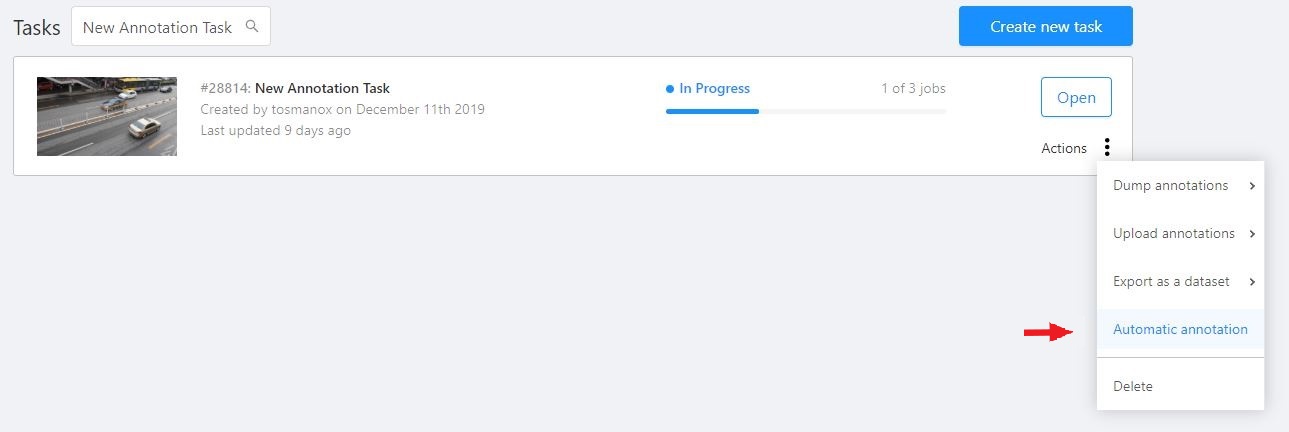 Tasks
New Annotation Task
Create new task
#28814: New Annotation Task
Created by tosmanox on December 11th 2019
Last updated 9 days ago
In Progress
1 of 3 jobs
Open
Actions
Dump annotations
Upload annotations
Export as a dataset
Automatic annotation
Delete